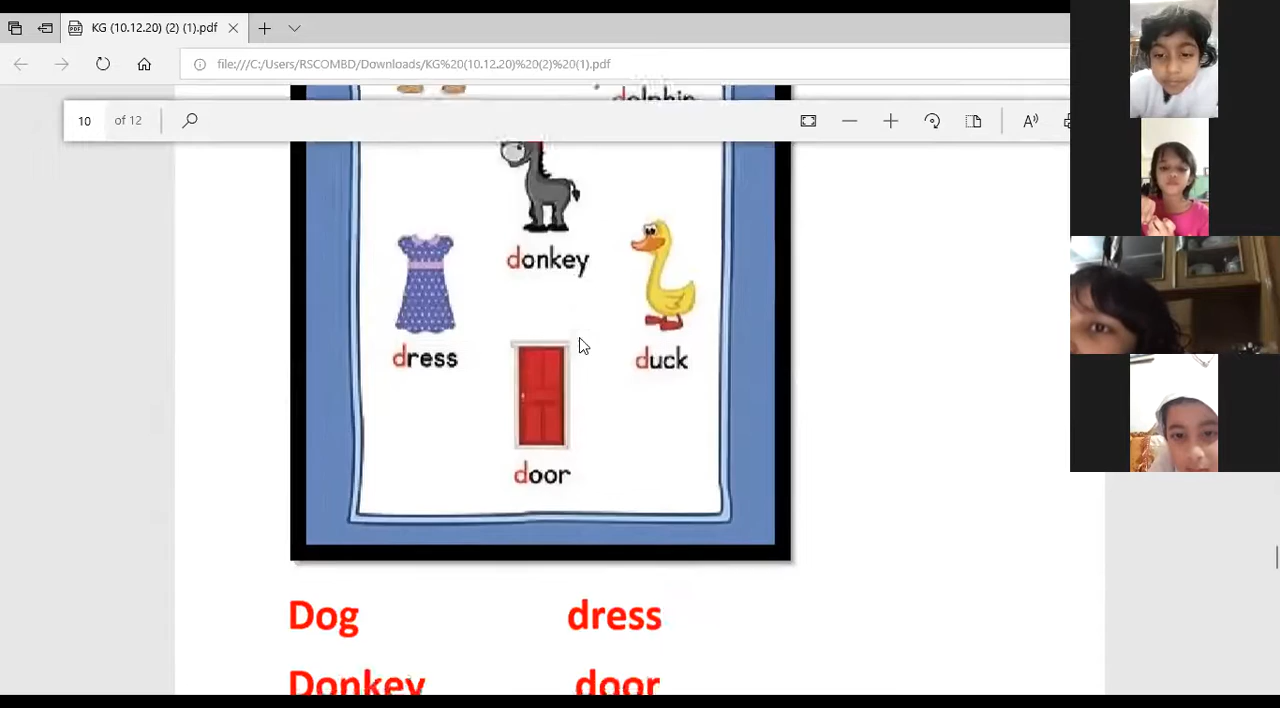 KG (10.12.20) (2) (1).pdf
file:///C:/Users/RSCOMBD/Downloads/KG%20(10.12.20)%20(2)%20(1).pdf
dolphin
10 of 12
donkey
dress
duck
door
Dog dress
Donkey door